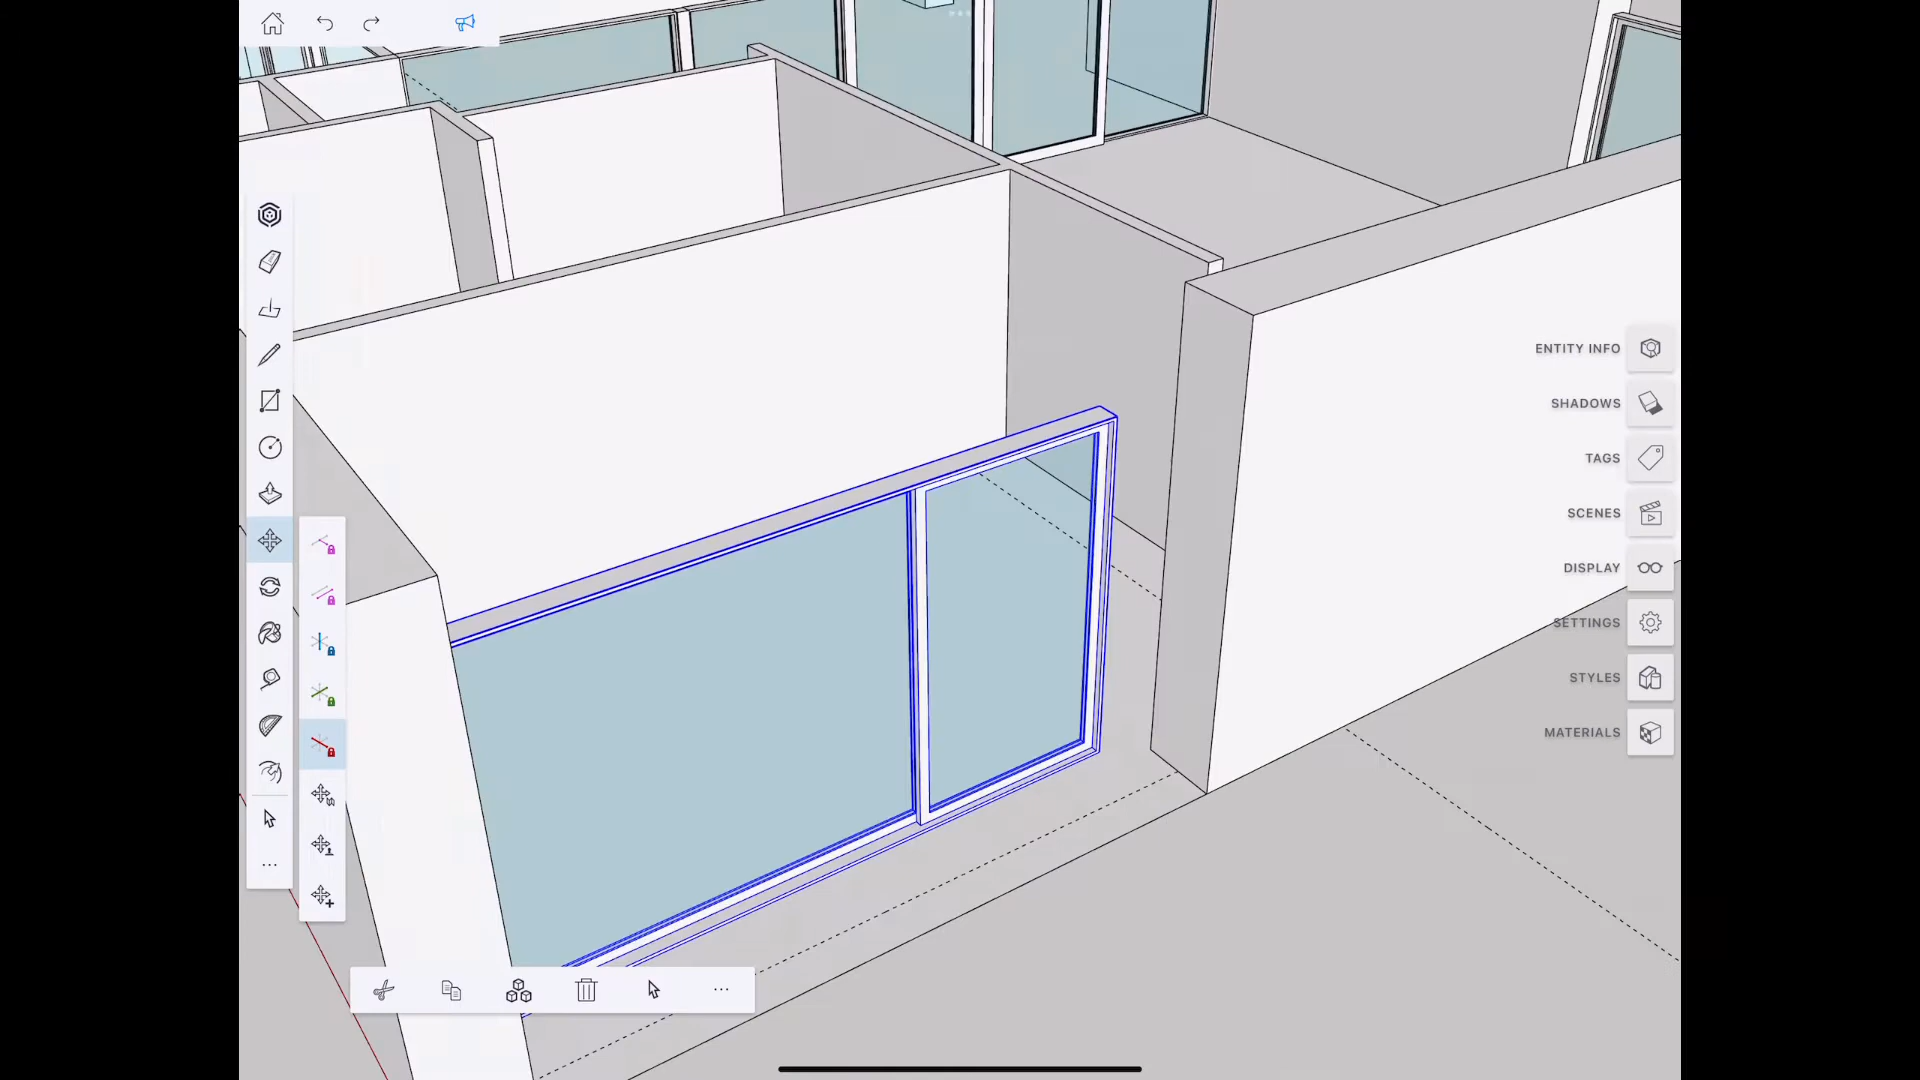 ENTITY INFO
SHADOWS
TAGS
SCENES
DISPLAY
SETTINGS
STYLES
MATERIALS